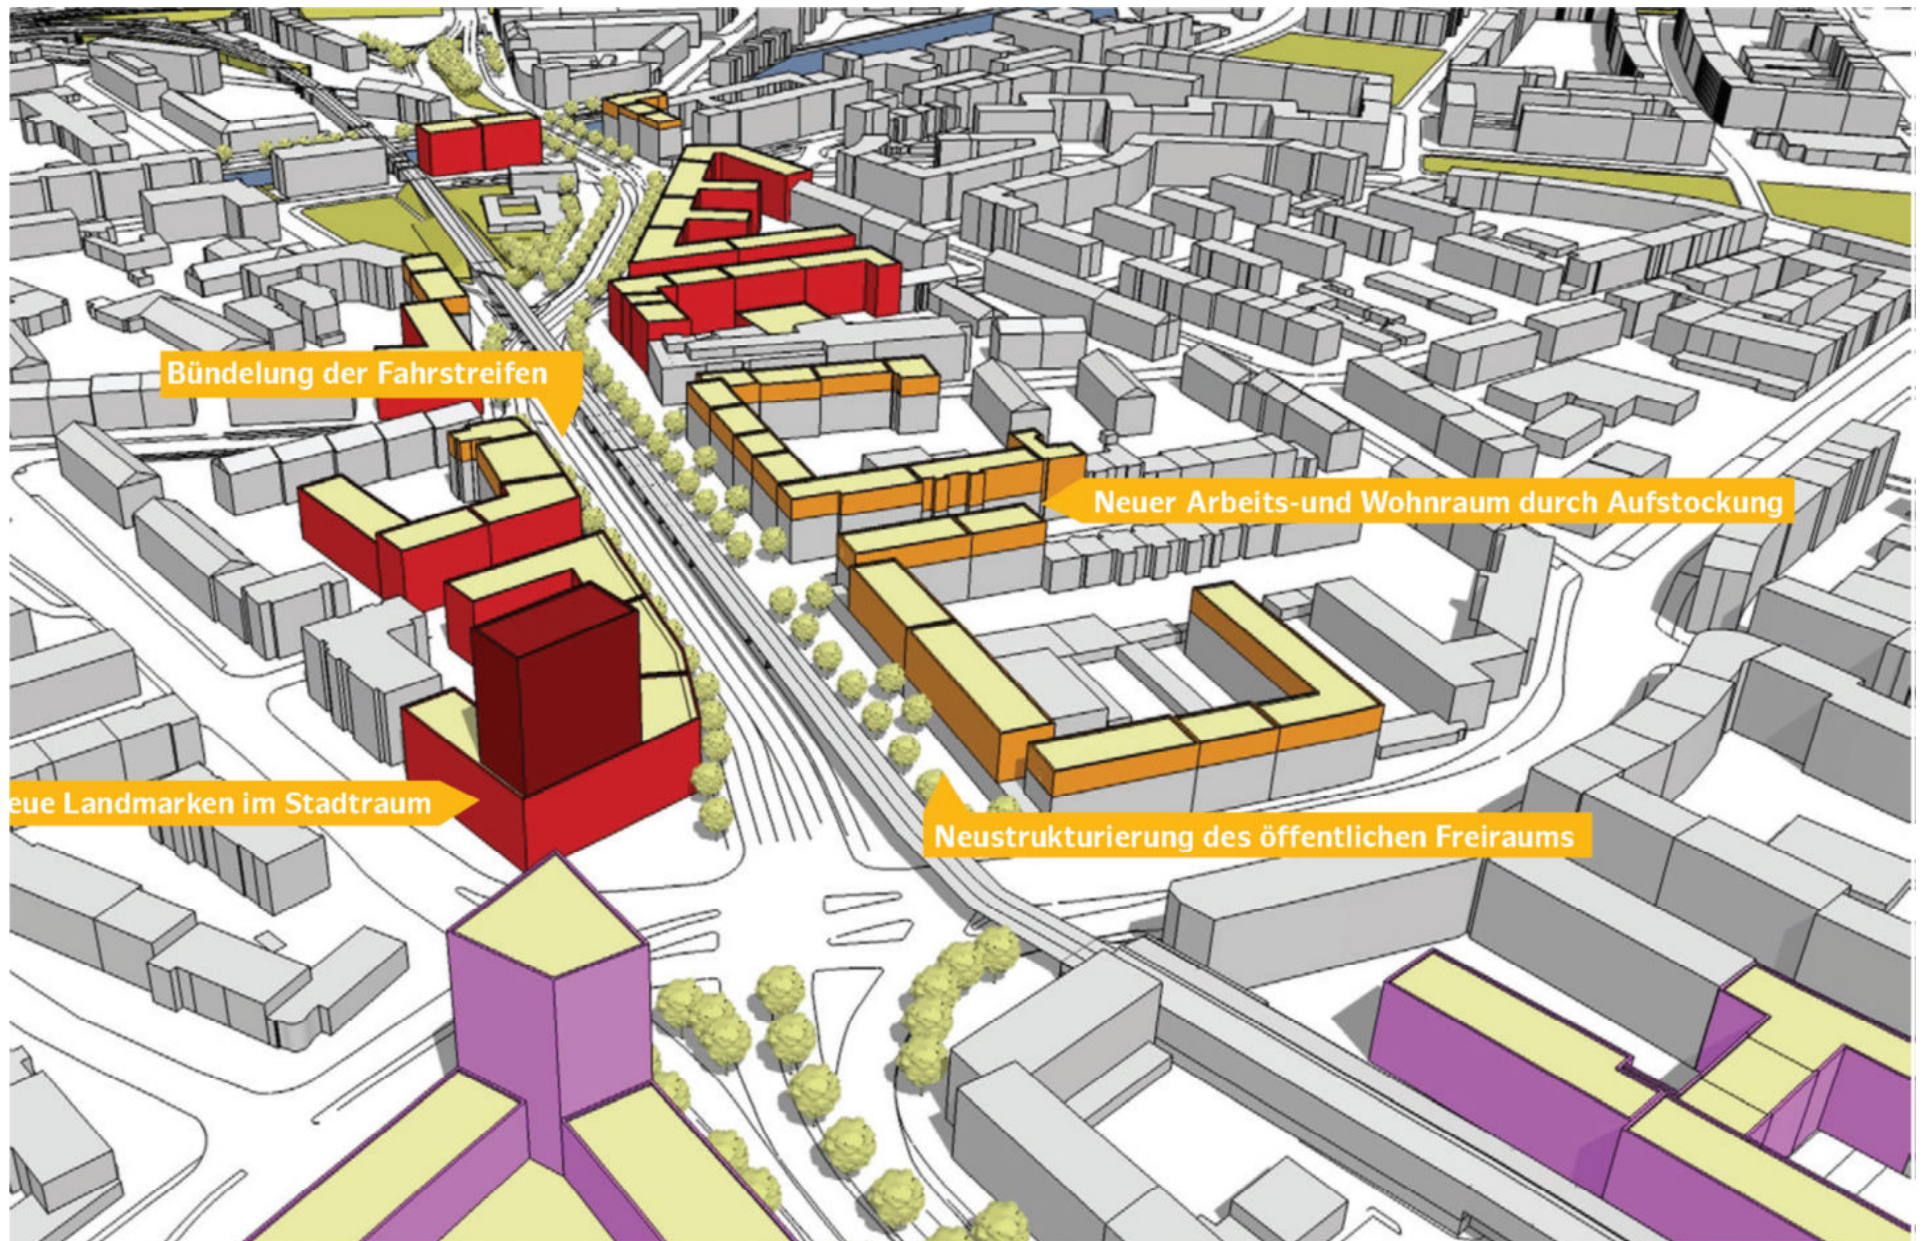 Bündelung der Fahrstreifen
Neuer Arbeits-und Wohnraum durch Aufstockung
eue Landmarken im Stadtraum
Neustrukturierung des öffentlichen Freiraums